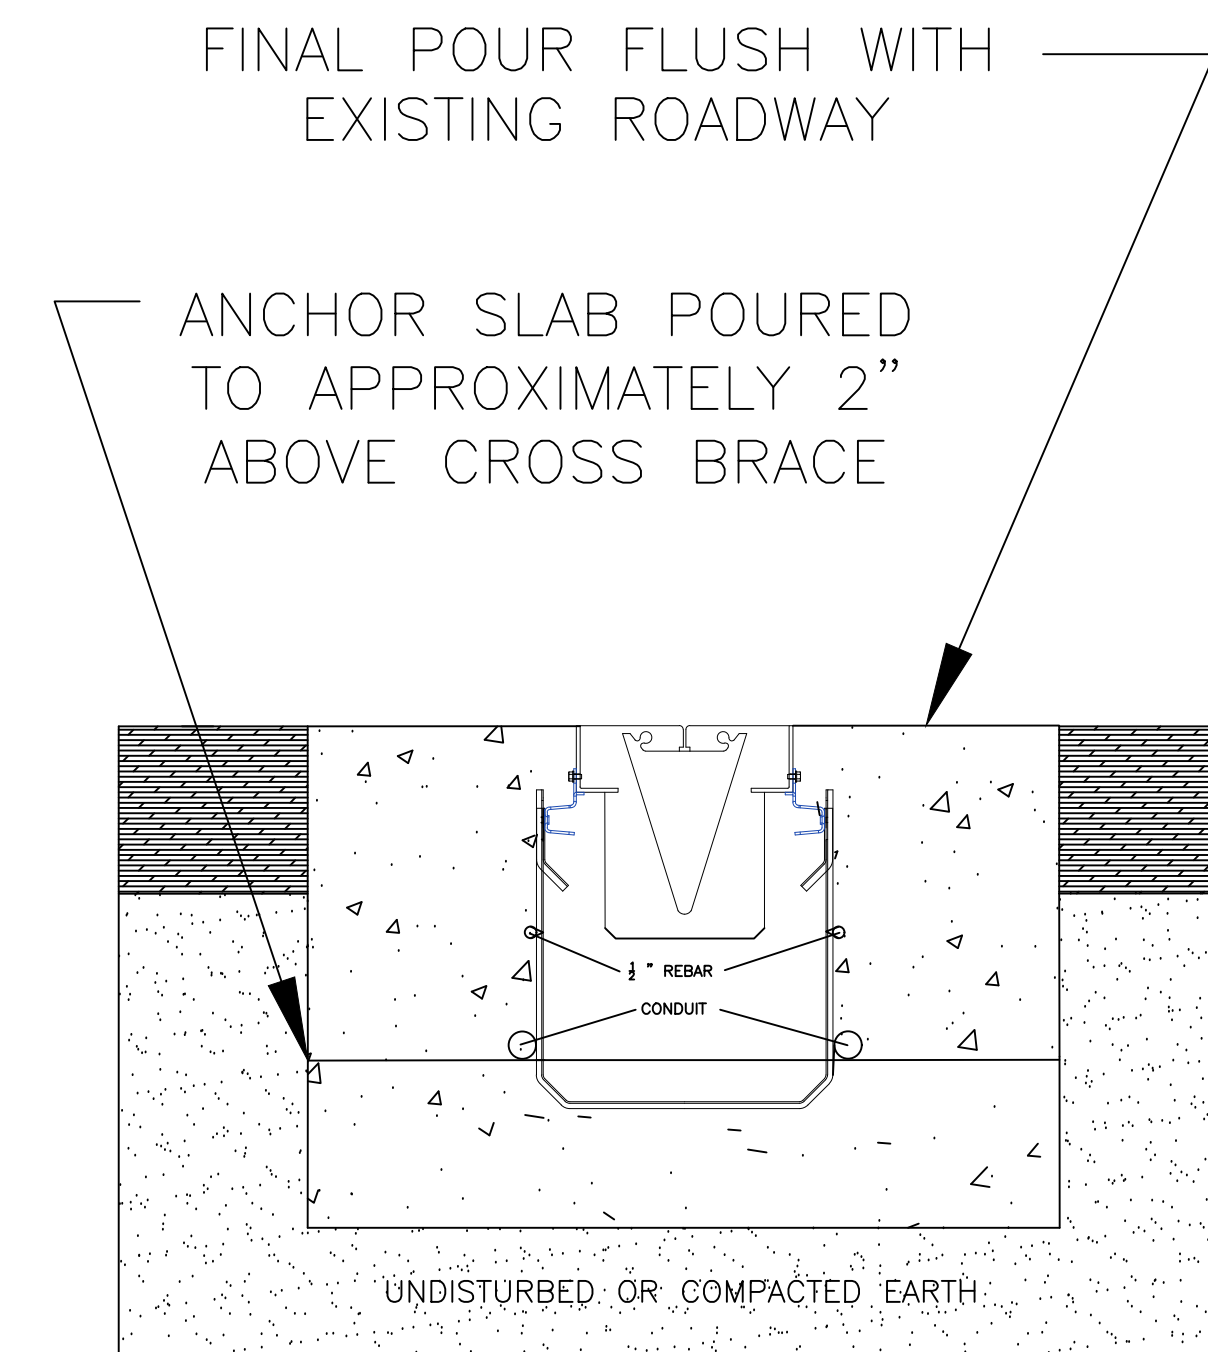 FINAL POUR FLUSH WITH
EXISTING ROADWAY
ANCHOR SLAB POURED
TO APPROXIMATELY 2”
ABOVE CROSS BRACE
½ " REBAR
CONDUIT
UNDISTURBED OR COMPACTED EARTH